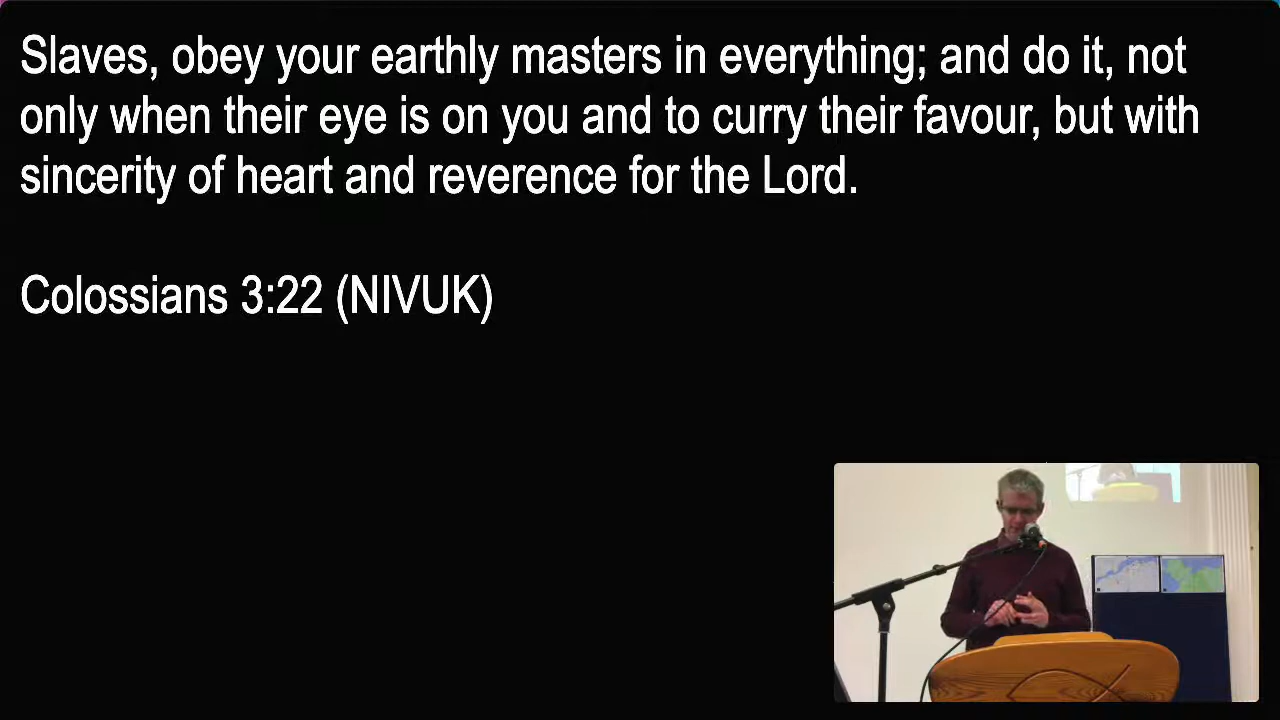 Slaves, obey your earthly masters in everything; and do it, not
only when their eye is on you and to curry their favour, but with
sincerity of heart and reverence for the Lord.
Colossians 3:22 (NIVUK)